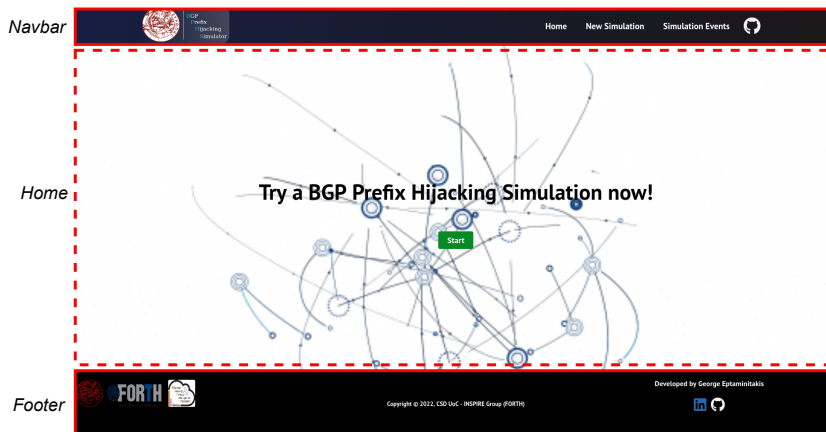 Navbar
BGP
Prefix
Hijacking
Simulator
Home New Simulation Simulation Events
Home
Try a BGP Prefix Hijacking Simulation now!
Start
Footer
FORTH
Copyright © 2022, CSD UoC - INSPIRE Group (FORTH)
Developed by George Eptaminitakis
in